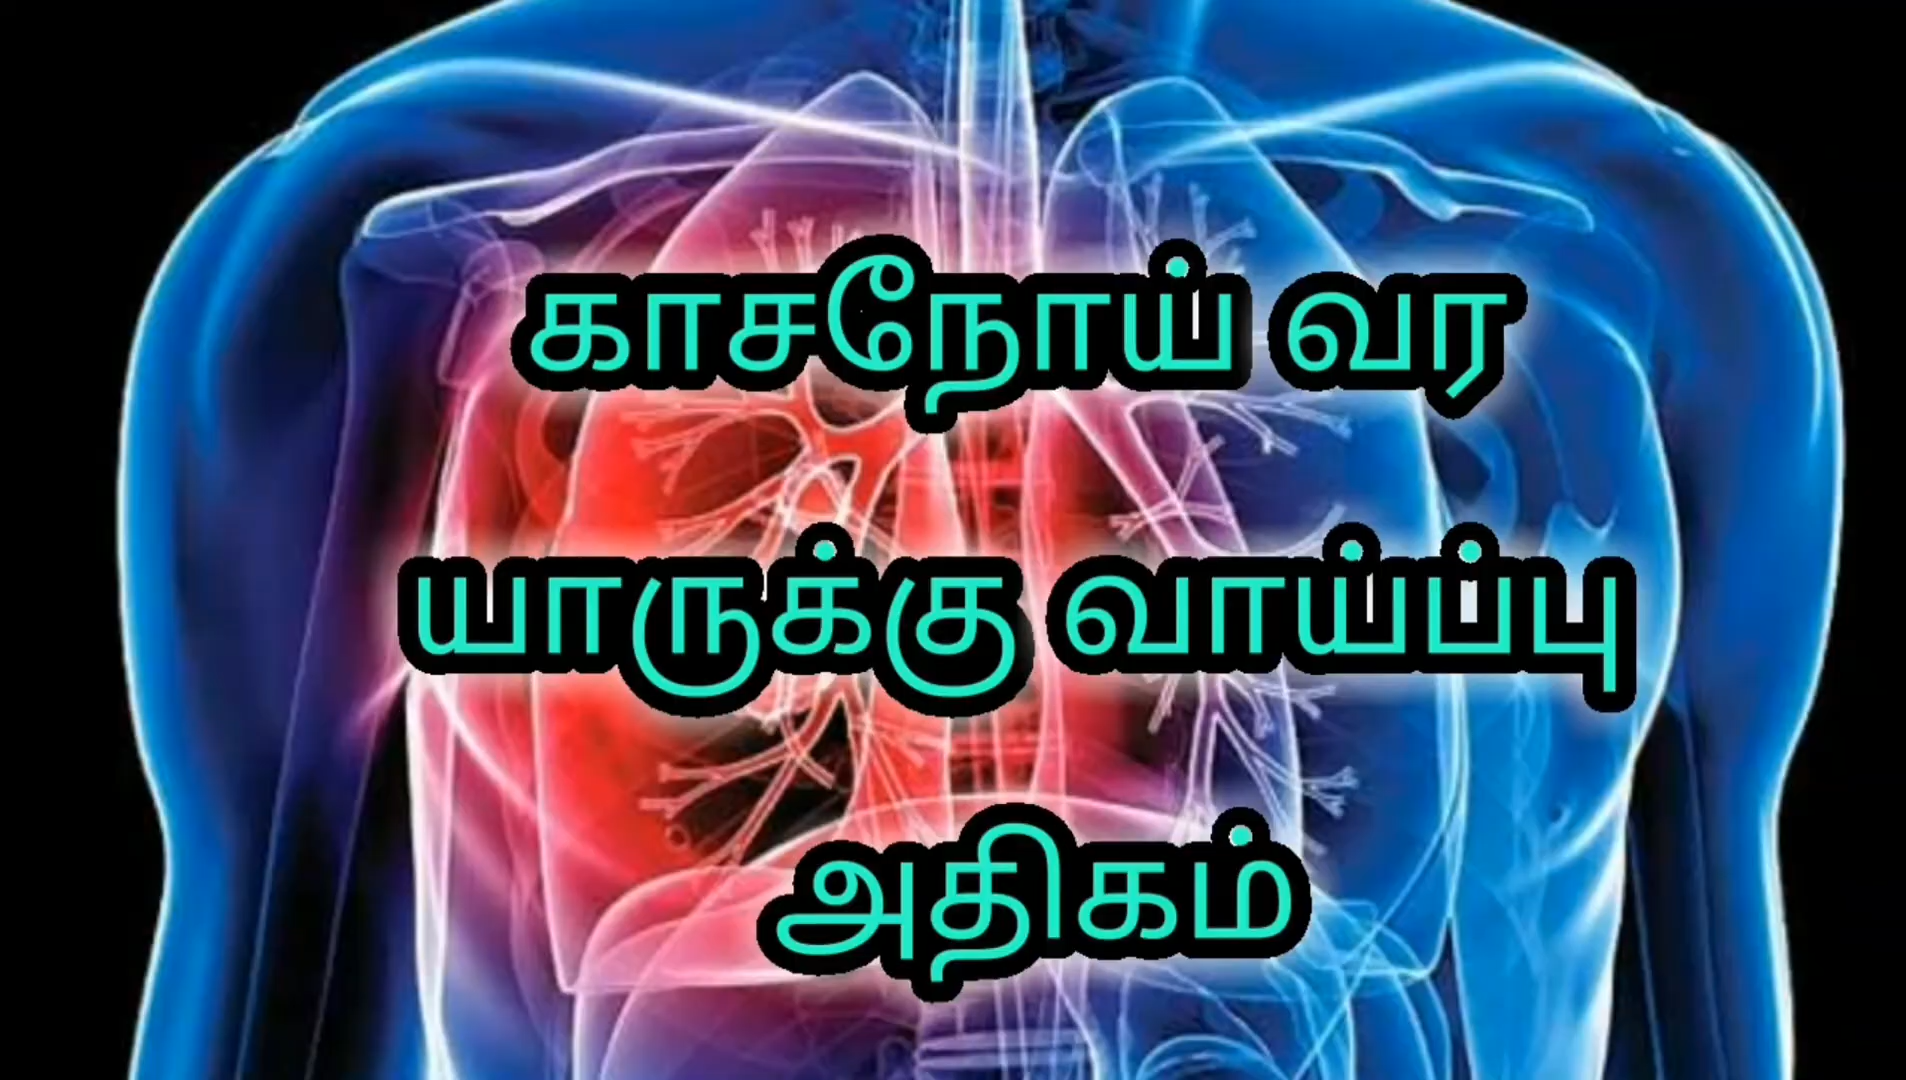 காசநோய் வர
யாருக்கு வாய்ப்பு
அதிகம்